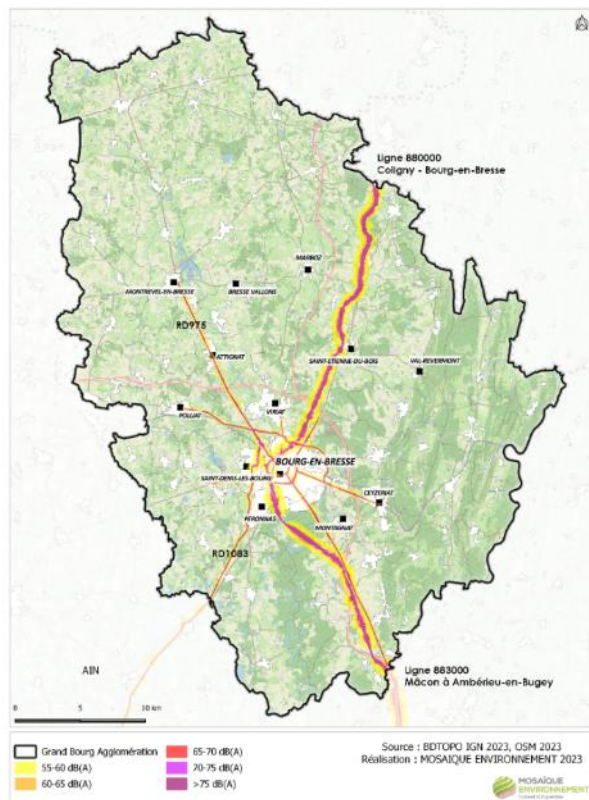 Ligne 880000
Coligny - Bourg-en-Bresse
MARBOZ
MONTREVEL-EN-BRESSE
BRESSE VALLONS
RD975
ATTIGNAT
SAINT-ETIENNE-DU-BOIS
VAL-REVERMONT
POLLIAT
VIRIAT
BOURG-EN-BRESSE
SAINT-DENIS-LES-BOURG
CEYZERIAT
PERONNAS
MONTAGNAT
RD1083
AIN
Ligne 883000
Mâcon à Ambérieu-en-Bugey
0 5 10 km
Grand Bourg Agglomération
55-60 dB(A)
60-65 dB(A)
65-70 dB(A)
70-75 dB(A)
>75 dB(A)
Source : BDTOPO IGN 2023, OSM 2023
Réalisation : MOSAIQUE ENVIRONNEMENT 2023
MOSAÏQUE
ENVIRONNEMENT